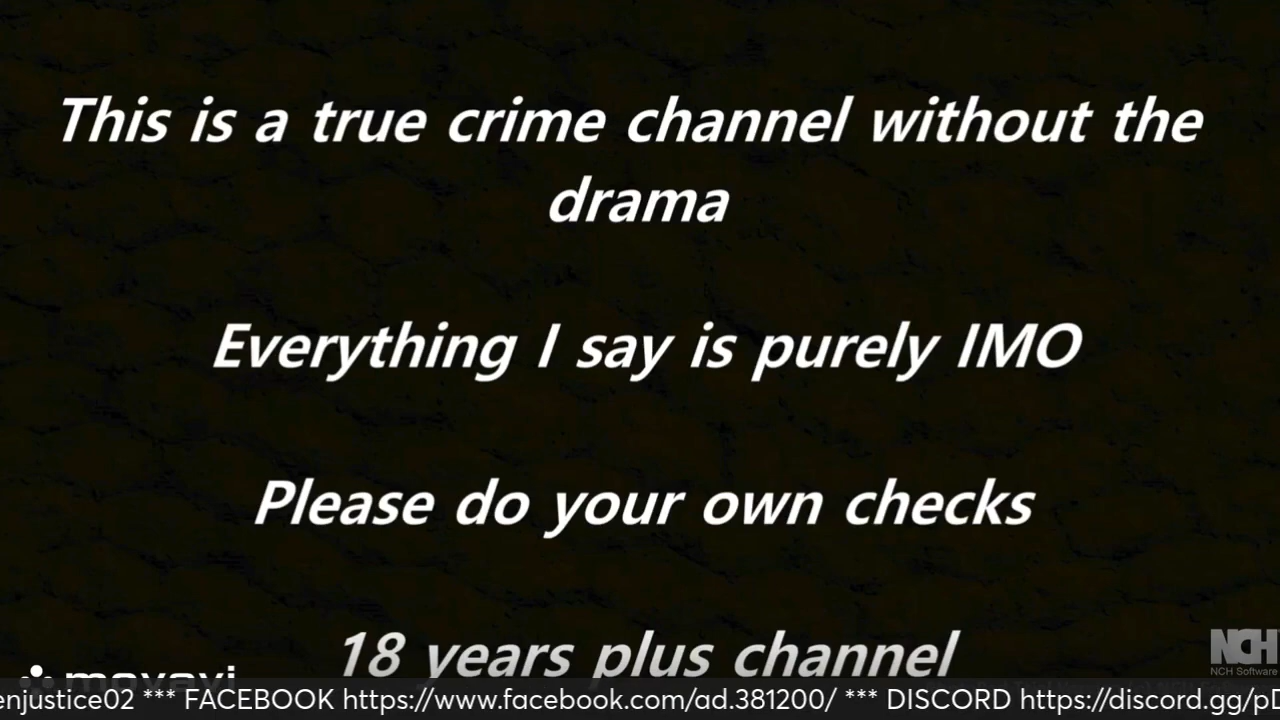 This is a true crime channel without the
drama
Everything I say is purely IMO
Please do your own checks
18 years plus channel
movavi
NCH
NCH Software
enjustice02 *** FACEBOOK https://www.facebook.com/ad.381200/ *** DISCORD https://discord.gg/pD